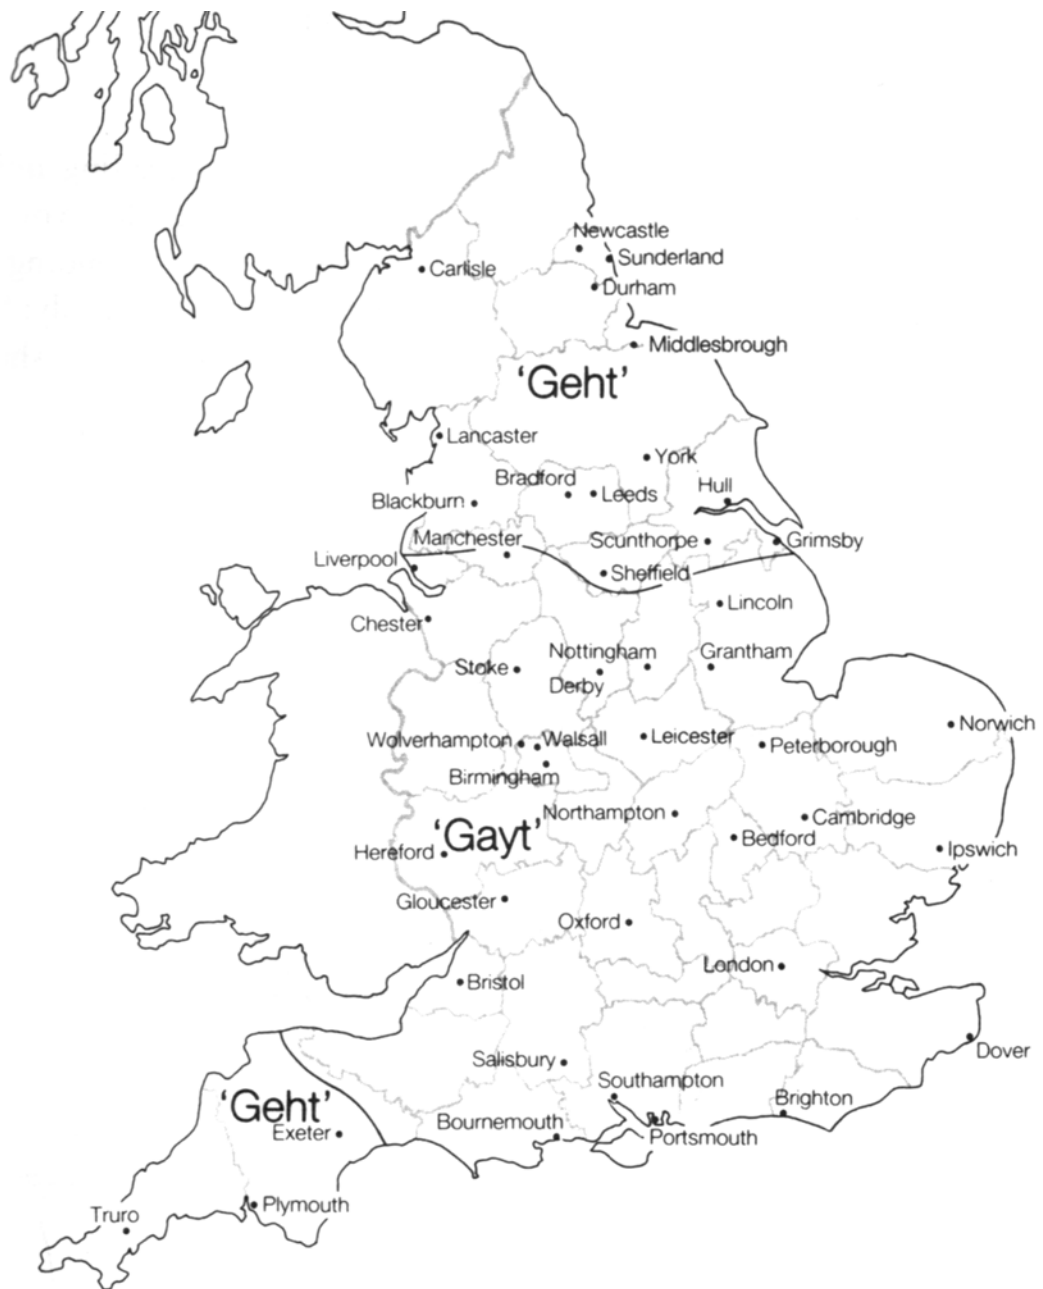 Newcastle
Sunderland
Carlisle
Durham
Middlesbrough
‘Geht’
Lancaster
York
Bradford
Leeds
Hull
Blackburn
Manchester
Scunthorpe
Grimsby
Liverpool
Sheffield
Lincoln
Chester
Nottingham
Grantham
Stoke
Derby
Norwich
Wolverhampton
Walsall
Leicester
Peterborough
Birmingham
Northampton
Cambridge
‘Gayt’
Bedford
Hereford
Ipswich
Gloucester
Oxford
London
Bristol
Dover
Salisbury
Southampton
‘Geht’
Brighton
Bournemouth
Exeter
Portsmouth
Plymouth
Truro